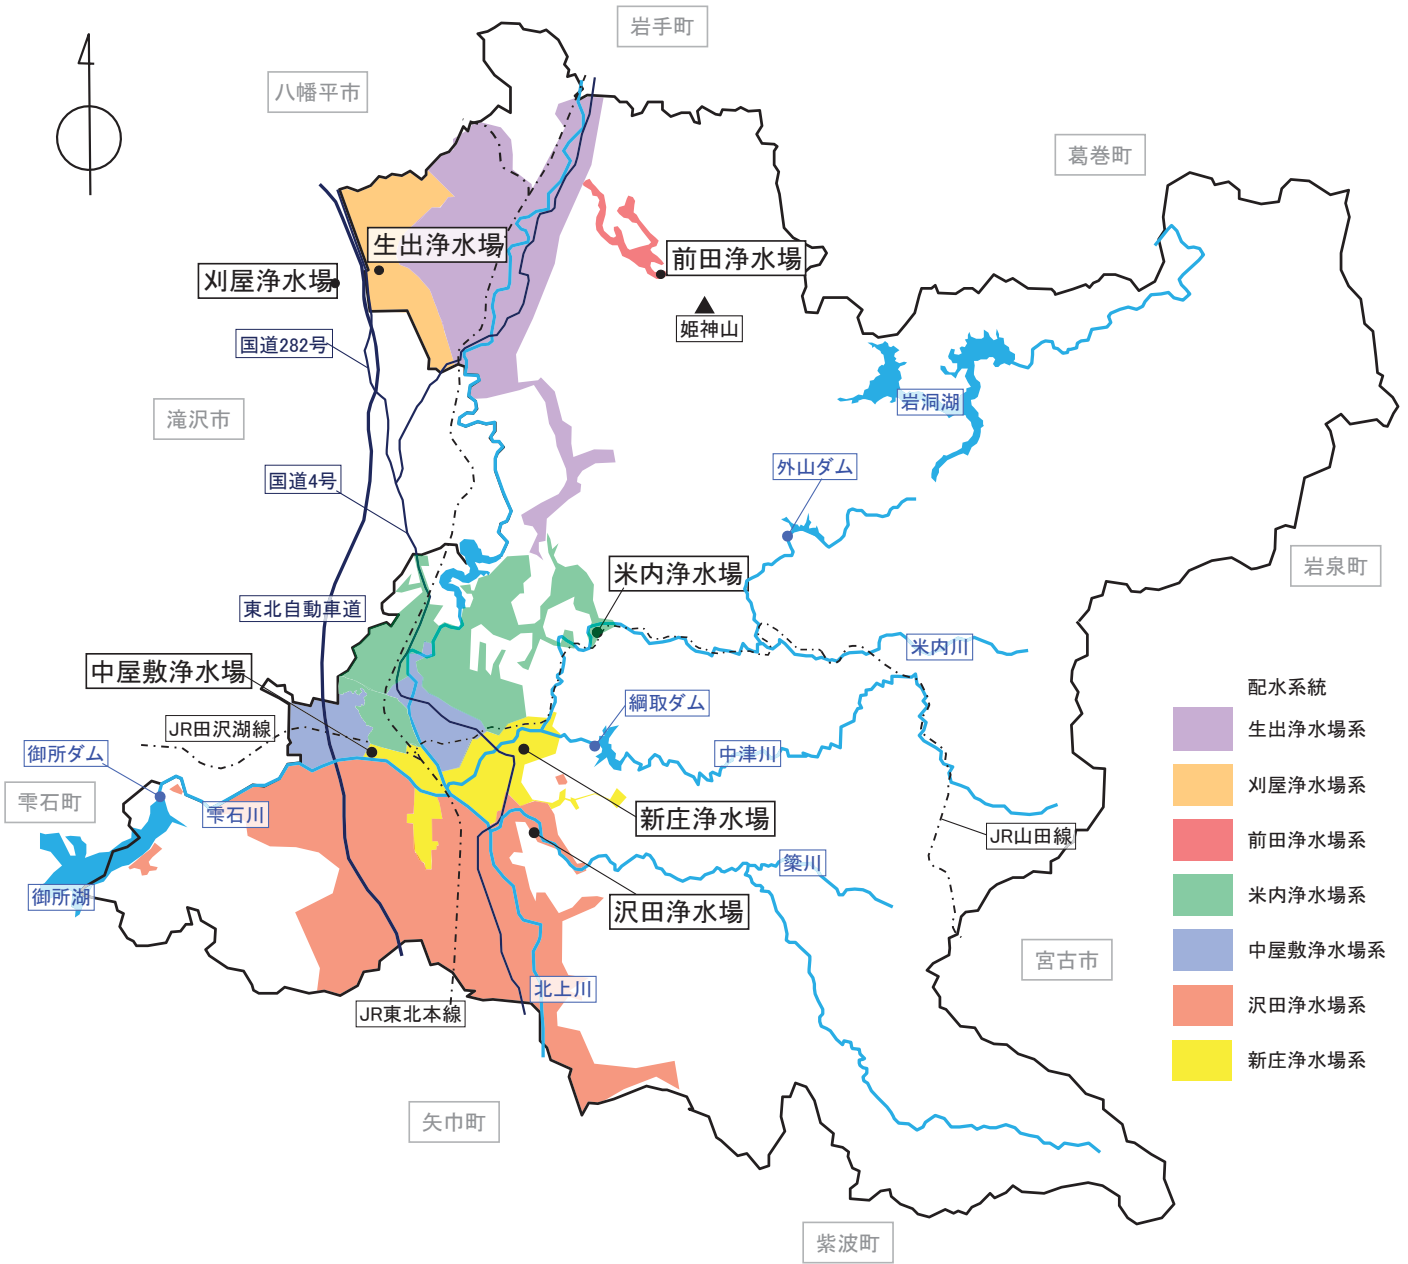 岩手町
八幡平市
葛巻町
生出浄水場
前田浄水場
刈屋浄水場
姫神山
国道282号
滝沢市
岩洞湖
外山ダム
国道4号
岩泉町
米内浄水場
東北自動車道
米内川
中屋敷浄水場
配水系統
綱取ダム
JR田沢湖線
生出浄水場系
御所ダム
中津川
刈屋浄水場系
雫石町
雫石川
新庄浄水場
JR山田線
前田浄水場系
簗川
御所湖
米内浄水場系
沢田浄水場
中屋敷浄水場系
宮古市
北上川
沢田浄水場系
JR東北本線
新庄浄水場系
矢巾町
紫波町